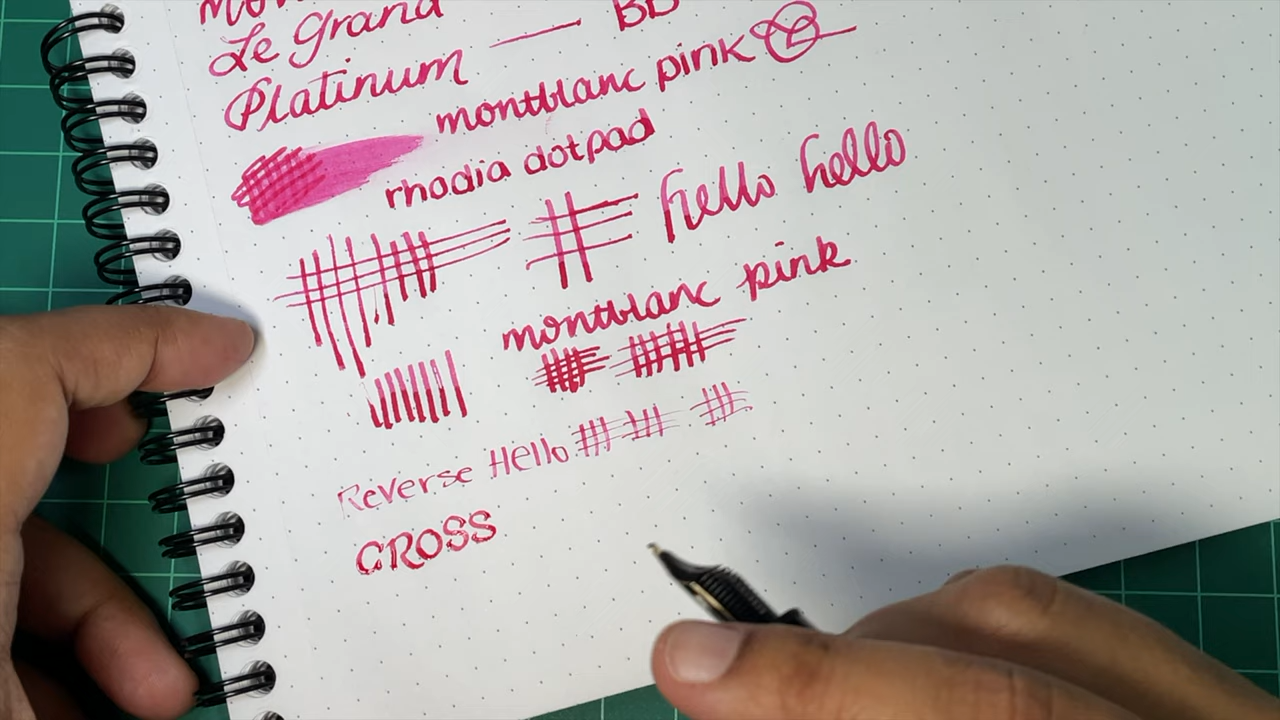 Le Grand
Platinum — BB
montblanc pink
rhodia dotpad
hello hello
montblanc pink
Reverse Hello
CROSS